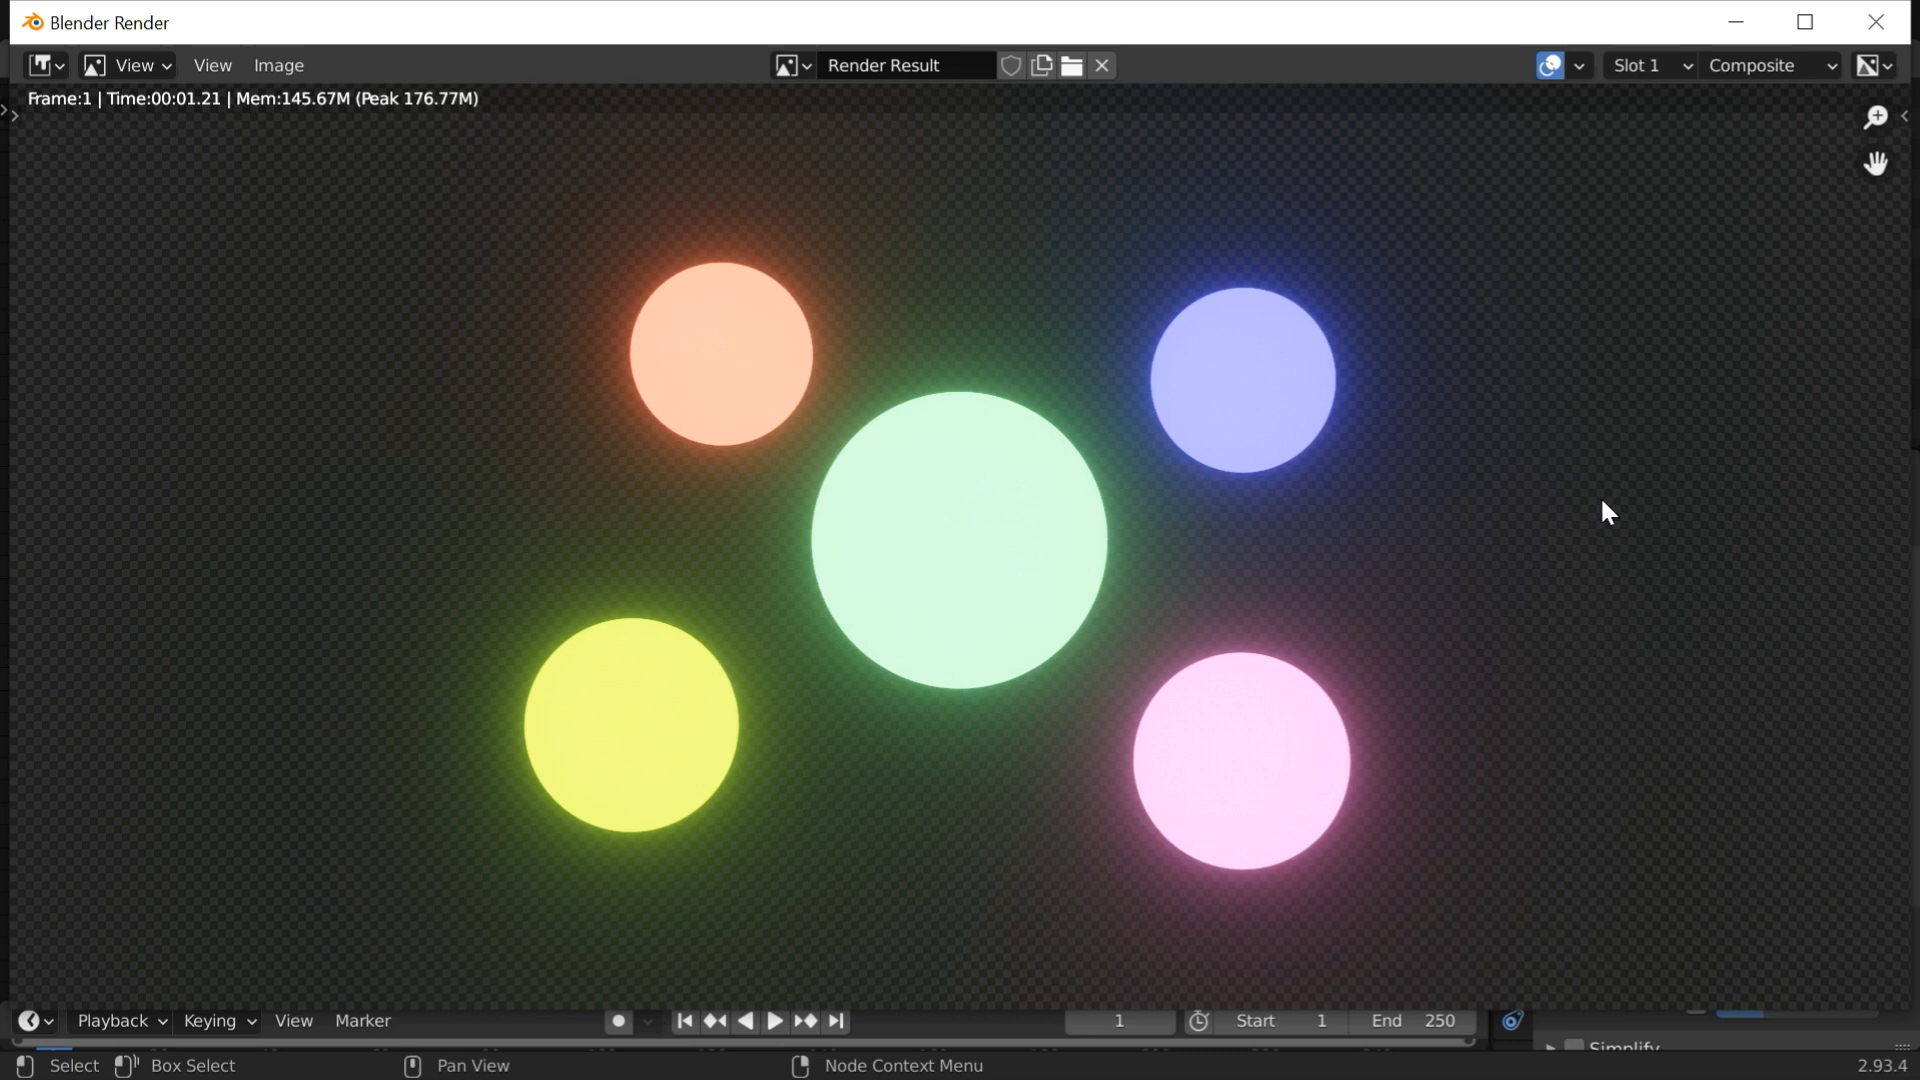 Blender Render
View View Image Render Result Slot 1 Composite
Frame:1 | Time:00:01.21 | Mem:145.67M (Peak 176.77M)
Playback Keying View Marker 1 Start 1 End 250
Simplify
Select Box Select Pan View Node Context Menu 2.93.4